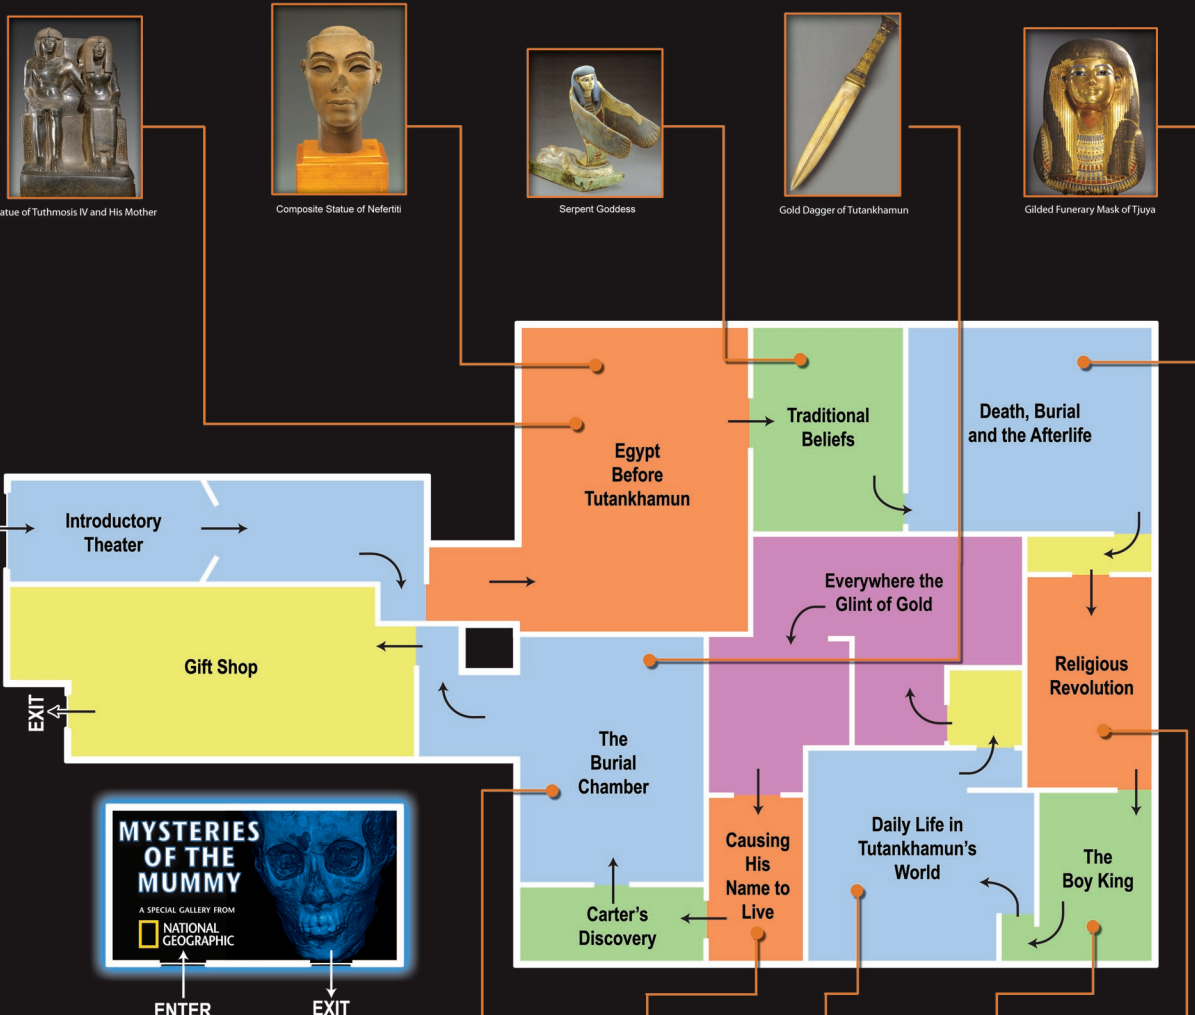 atue of Tuthmosis IV and His Mother
Composite Statue of Nefertiti
Serpent Goddess
Gold Dagger of Tutankhamun
Gilded Funerary Mask of Tjuya
Egypt
Before
Tutankhamun
Traditional
Beliefs
Death, Burial
and the Afterlife
Introductory
Theater
Everywhere the
Glint of Gold
Gift Shop
Religious
Revolution
EXIT
The
Burial
Chamber
Causing
His
Name to
Live
Daily Life in
Tutankhamun's
World
The
Boy King
Carter's
Discovery
MYSTERIES
OF THE
MUMMY
A SPECIAL GALLERY FROM
NATIONAL
GEOGRAPHIC
ENTER
EXIT